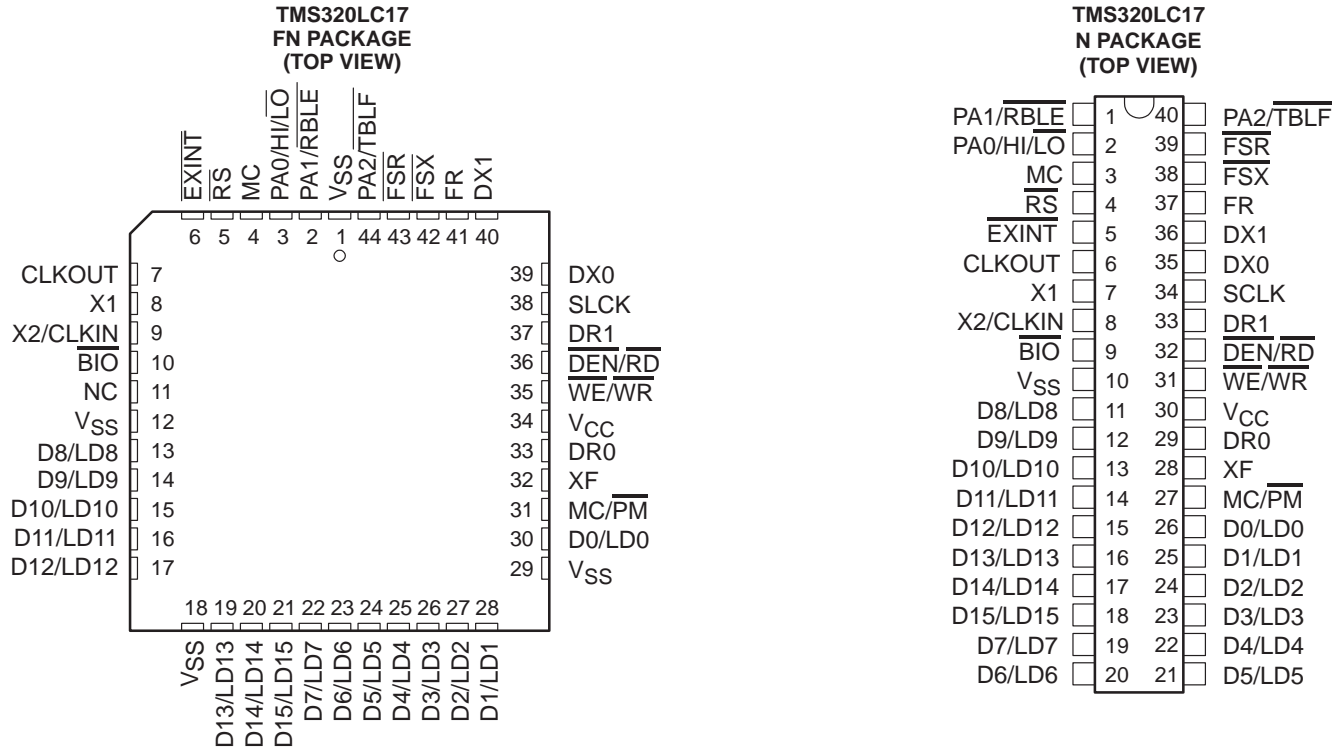 TMS320LC17
FN PACKAGE
(TOP VIEW)
EXINT
RS
MC
PA0/HI/LO
PA1/RBLE
VSS
PA2/TBLF
FSR
FSX
FR
DX1
6 5 4 3 2 1 44 43 42 41 40
CLKOUT 7
X1 8
X2/CLKIN 9
BIO 10
NC 11
VSS 12
D8/LD8 13
D9/LD9 14
D10/LD10 15
D11/LD11 16
D12/LD12 17
39 DX0
38 SLCK
37 DR1
36 DEN/RD
35 WE/WR
34 VCC
33 DR0
32 XF
31 MC/PM
30 D0/LD0
29 VSS
18 19 20 21 22 23 24 25 26 27 28
VSS
D13/LD13
D14/LD14
D15/LD15
D7/LD7
D6/LD6
D5/LD5
D4/LD4
D3/LD3
D2/LD2
D1/LD1
TMS320LC17
N PACKAGE
(TOP VIEW)
PA1/RBLE 1 40 PA2/TBLF
PA0/HI/LO 2 39 FSR
MC 3 38 FSX
RS 4 37 FR
EXINT 5 36 DX1
CLKOUT 6 35 DX0
X1 7 34 SCLK
X2/CLKIN 8 33 DR1
BIO 9 32 DEN/RD
VSS 10 31 WE/WR
D8/LD8 11 30 VCC
D9/LD9 12 29 DR0
D10/LD10 13 28 XF
D11/LD11 14 27 MC/PM
D12/LD12 15 26 D0/LD0
D13/LD13 16 25 D1/LD1
D14/LD14 17 24 D2/LD2
D15/LD15 18 23 D3/LD3
D7/LD7 19 22 D4/LD4
D6/LD6 20 21 D5/LD5